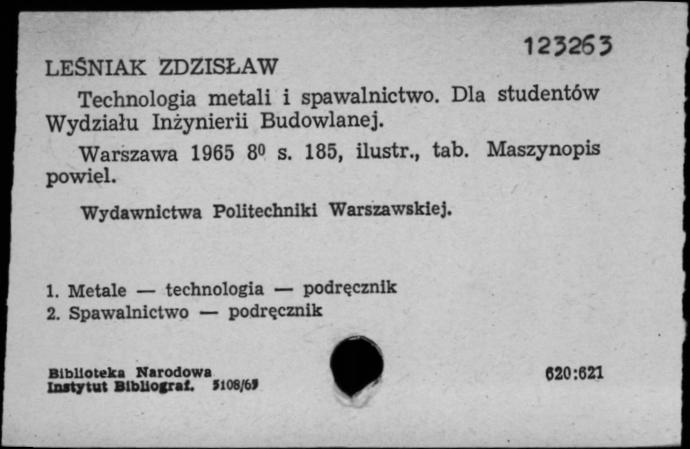 123263
LEŚNIAK ZDZISŁAW
Technologia metali i spawalnictwo. Dla studentów
Wydziału Inżynierii Budowlanej.
Warszawa 1965 8⁰ s. 185, ilustr., tab. Maszynopis
powiel.
Wydawnictwa Politechniki Warszawskiej.
1. Metale — technologia — podręcznik
2. Spawalnictwo — podręcznik
Biblioteka Narodowa
Instytut Bibliograf. 5108/65
620:621